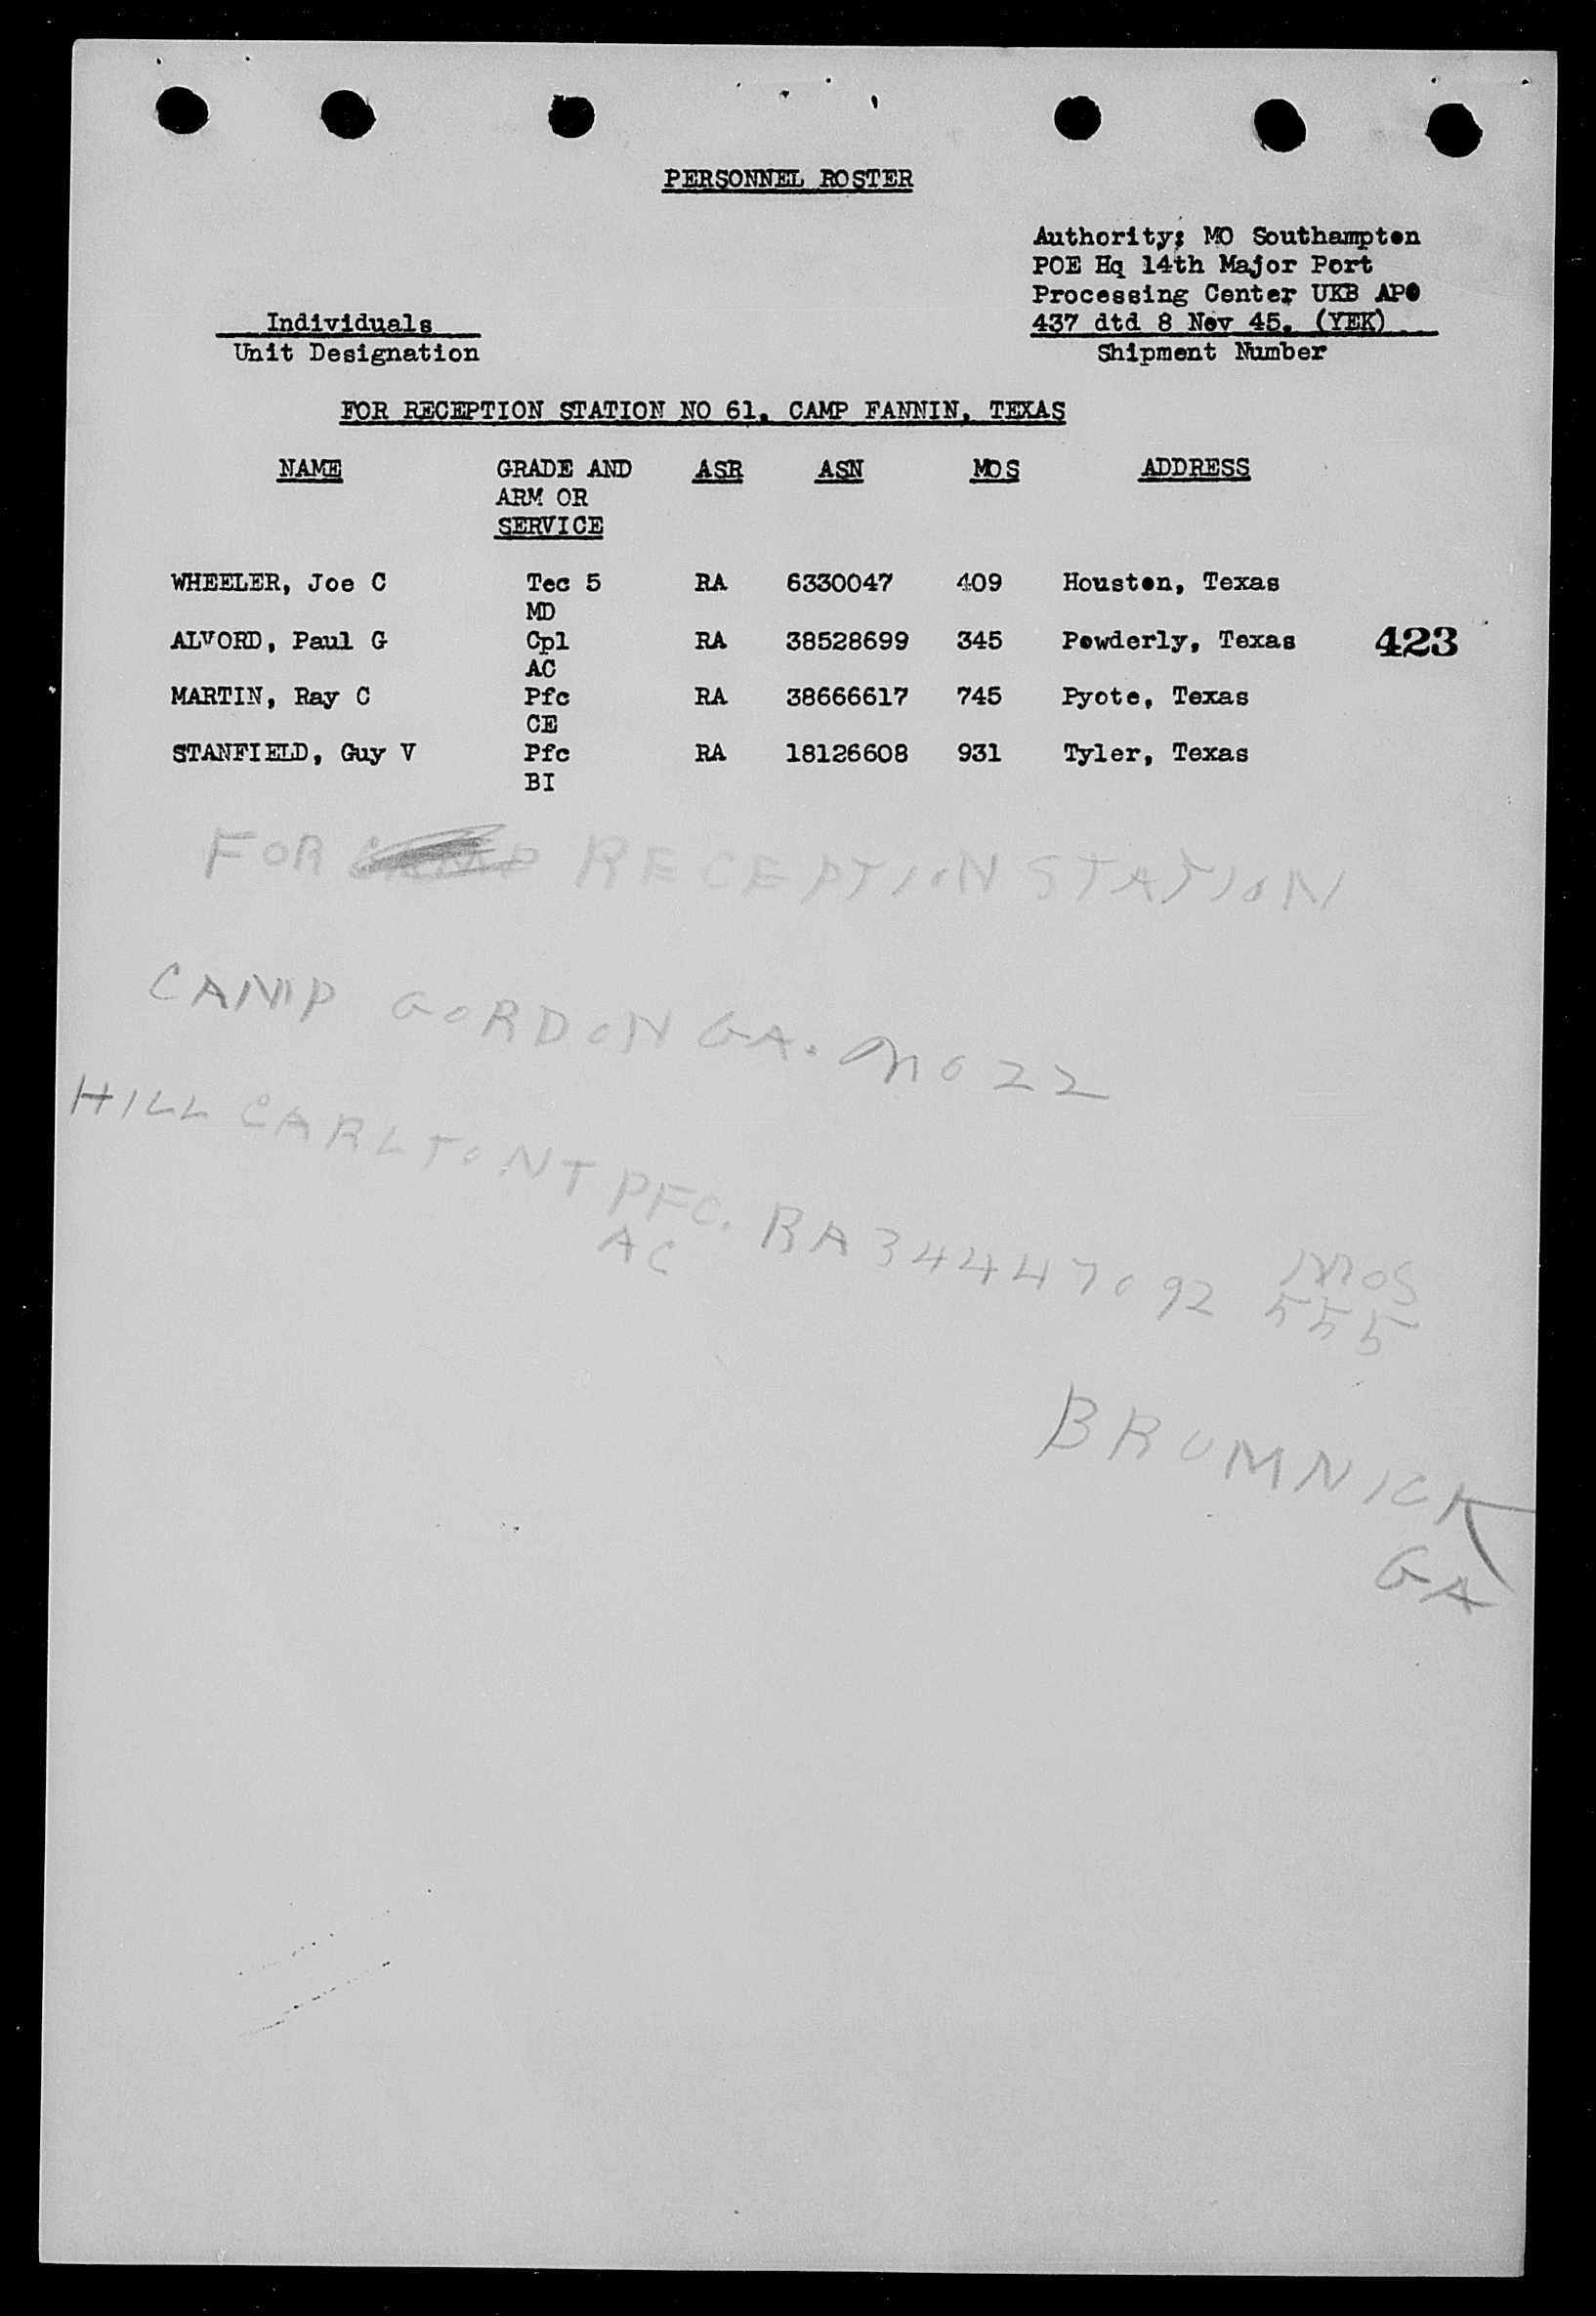 PERSONNEL ROSTER
Authority: MO Southampton
POE Hq 14th Major Port
Processing Center UKB APO
437 dtd 8 Nov 45. (YEK)
Shipment Number
Individuals
Unit Designation
FOR RECEPTION STATION NO 61, CAMP FANNIN, TEXAS
NAME GRADE AND ASR ASN MOS ADDRESS
ARM OR
SERVICE
WHEELER, Joe C Tec 5 RA 6330047 409 Houston, Texas
MD
ALVORD, Paul G Cpl RA 38528699 345 Powderly, Texas 423
AC
MARTIN, Ray C Pfc RA 38666617 745 Pyote, Texas
CE
STANFIELD, Guy V Pfc RA 18126608 931 Tyler, Texas
BI
FOR RECEPTION STATION
CAMP GORDON GA. NO 22
HILL CARLTON T PFC. RA 34447092 MOS
AC 555
BRUMNICK
GA